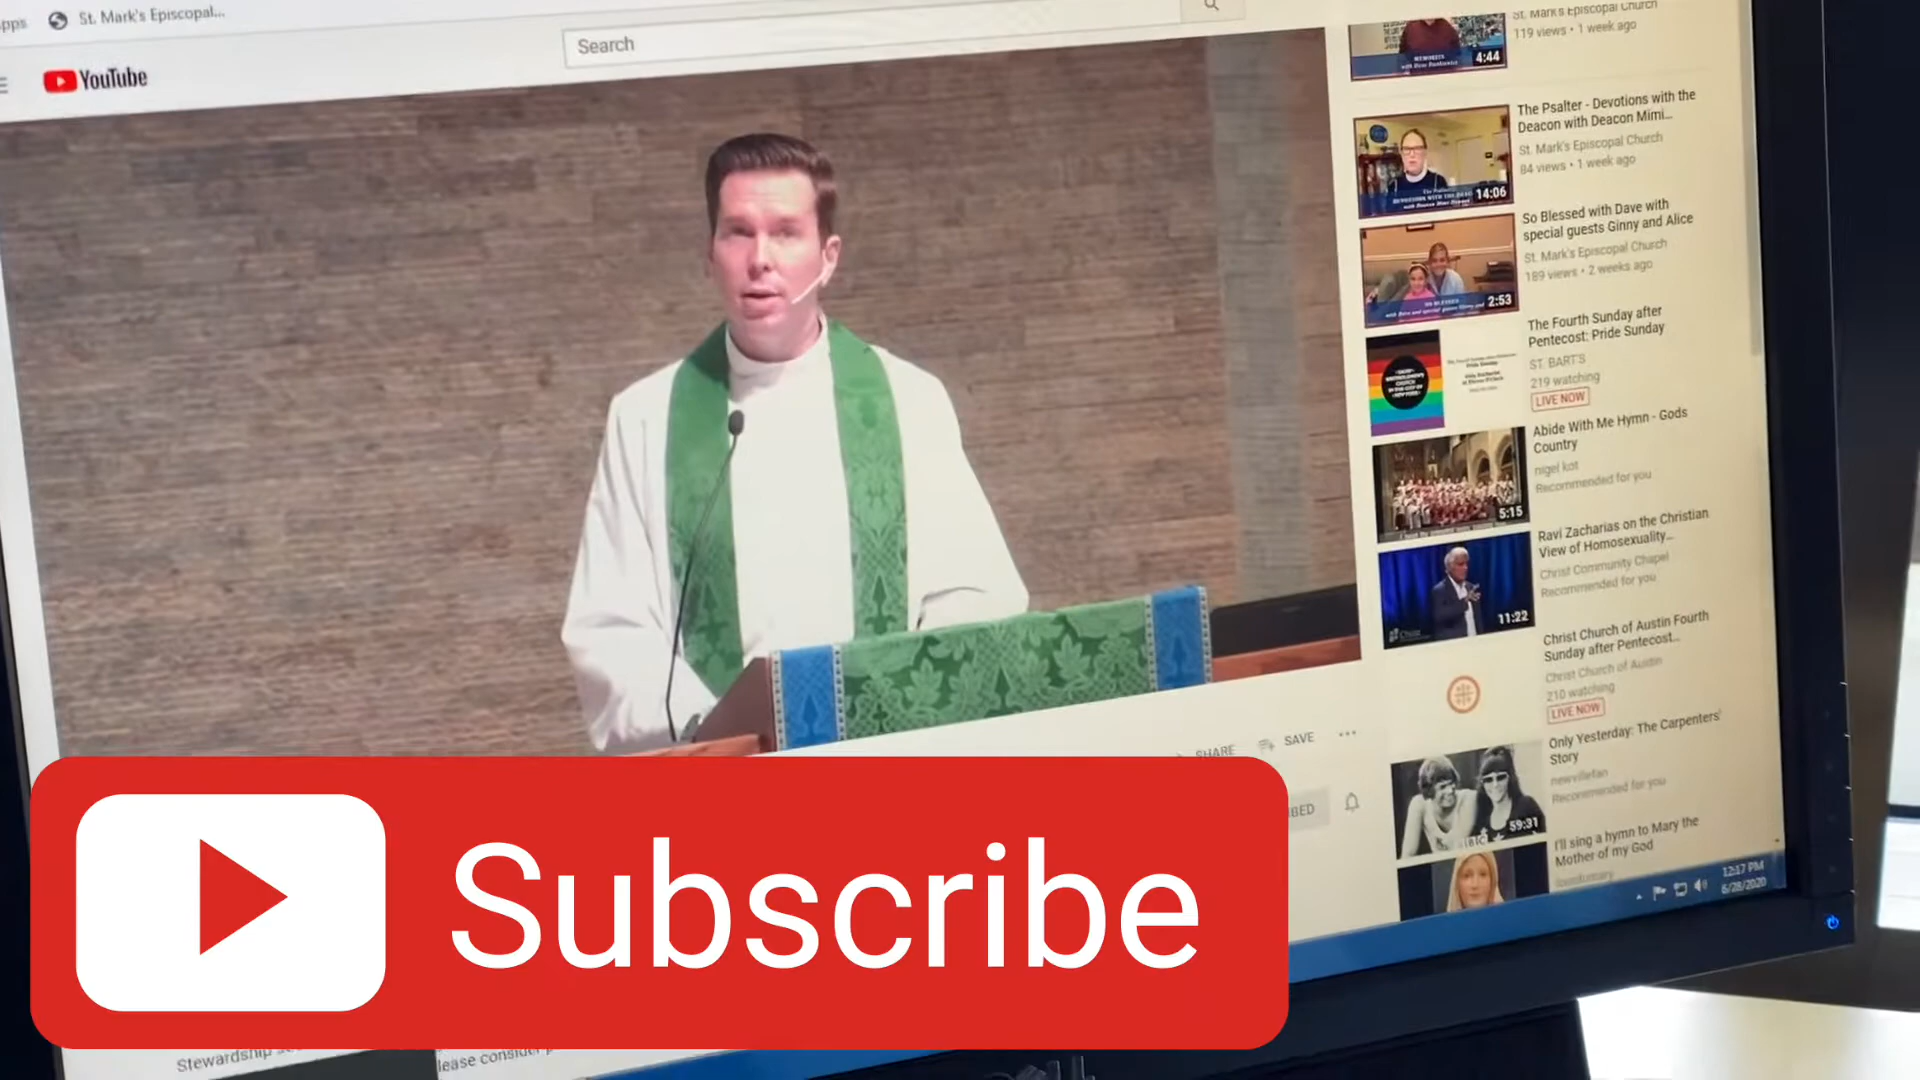 St. Mark's Episcopal...
YouTube
Search
St. Mark's Episcopal Church
119 views • 1 week ago
4:44
The Psalter - Devotions with the
Deacon with Deacon Mimi...
St. Mark's Episcopal Church
84 views • 1 week ago
14:06
So Blessed with Dave with
special guests Ginny and Alice
St. Mark's Episcopal Church
189 views • 2 weeks ago
2:53
The Fourth Sunday after
Pentecost: Pride Sunday
ST. BART'S
219 watching
LIVE NOW
Abide With Me Hymn - Gods
Country
nigel kot
Recommended for you
5:15
Ravi Zacharias on the Christian
View of Homosexuality...
Christ Community Chapel
Recommended for you
11:22
Christ Church of Austin Fourth
Sunday after Pentecost...
Christ Church of Austin
210 watching
LIVE NOW
Only Yesterday: The Carpenters'
Story
newvillefan
Recommended for you
59:31
I'll sing a hymn to Mary the
Mother of my God
SHARE
SAVE
12:17 PM
6/28/2020
Subscribe
Stewardship